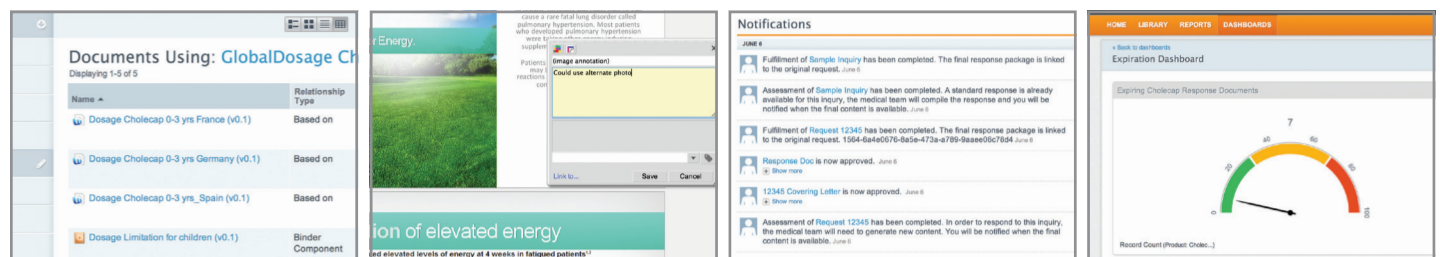 Documents Using: GlobalDosage Ch
Displaying 1-5 of 5
Name
Relationship
Type
Dosage Cholecap 0-3 yrs France (v0.1)
Based on
Dosage Cholecap 0-3 yrs Germany (v0.1)
Based on
Dosage Cholecap 0-3 yrs_Spain (v0.1)
Based on
Dosage Limitation for children (v0.1)
Binder
Component
cause a rare fatal lung disorder called
pulmonary hypertension. Most patients
who developed pulmonary hypertension
were
supplem
r Energy.
Patients
may
reactions
con
(image annotation)
Could use alternate photo
Link to...
Save
Cancel
ion of elevated energy
ed elevated levels of energy at 4 weeks in fatigued patients
Notifications
JUNE 6
Fulfillment of Sample Inquiry has been completed. The final response package is linked
to the original request. June 6
Assessment of Sample Inquiry has been completed. A standard response is already
available for this inqury, the medical team will compile the response and you will be
notified when the final content is available. June 6
Fulfillment of Request 12345 has been completed. The final response package is linked
to the original request. 1564-6a4e0676-8a5e-473a-a789-9aaee06c78d4 June 6
Response Doc is now approved. June 6
+ Show more
12345 Covering Letter is now approved. June 6
+ Show more
Assessment of Request 12345 has been completed. In order to respond to this inquiry,
the medical team will need to generate new content. You will be notified when the final
content is available. June 6
HOME LIBRARY REPORTS DASHBOARDS
« Back to dashboards
Expiration Dashboard
Expiring Cholecap Response Documents
7
0
20
40
60
80
100
Record Count (Product: Cholec...)